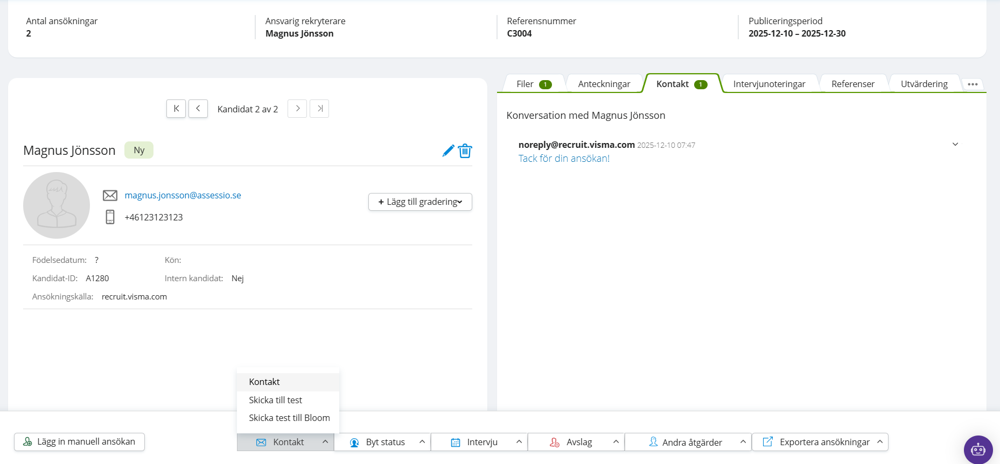 Antal ansökningar
2
Ansvarig rekryterare
Magnus Jönsson
Referensnummer
C3004
Publiceringsperiod
2025-12-10 – 2025-12-30
Kandidat 2 av 2
Magnus Jönsson Ny
magnus.jonsson@assessio.se
+ Lägg till gradering
+46123123123
Födelsedatum: ? Kön:
Kandidat-ID: A1280 Intern kandidat: Nej
Ansökningskälla: recruit.visma.com
Filer 1 Anteckningar Kontakt 1 Intervjunoteringar Referenser Utvärdering •••
Konversation med Magnus Jönsson
noreply@recruit.visma.com 2025-12-10 07:47
Tack för din ansökan!
Kontakt
Skicka till test
Skicka test till Bloom
Lägg in manuell ansökan Kontakt Byt status Intervju Avslag Andra åtgärder Exportera ansökningar